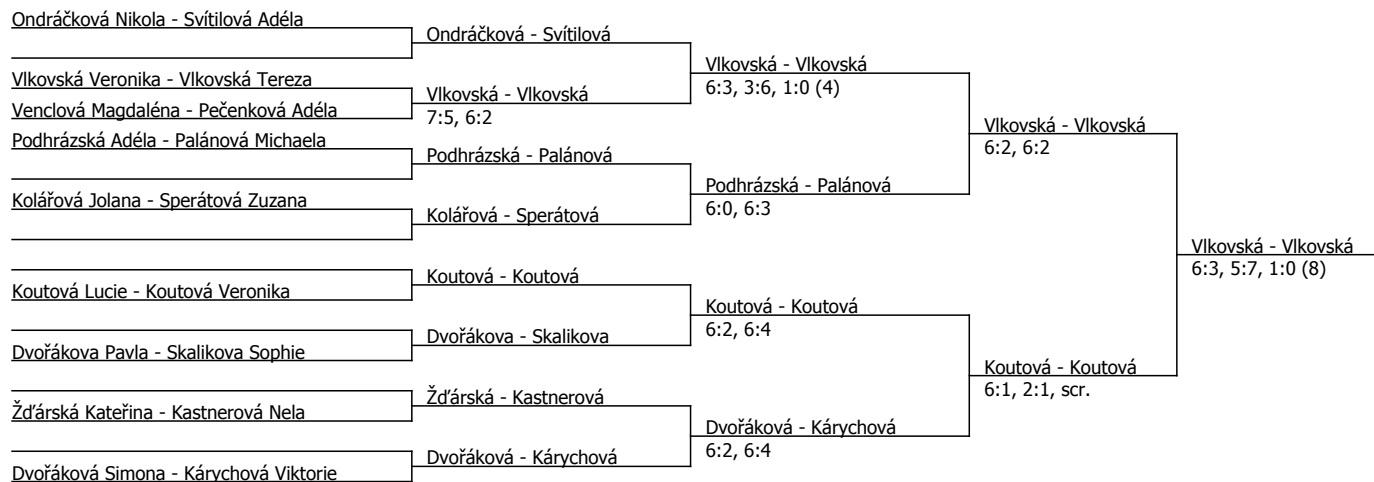 Ondráčková Nikola - Svítilová Adéla
Vlkovská Veronika - Vlkovská Tereza
Venclová Magdaléna - Pečenková Adéla
Podhrázská Adéla - Palánová Michaela
Kolářová Jolana - Sperátová Zuzana
Koutová Lucie - Koutová Veronika
Dvořákova Pavla - Skalikova Sophie
Žďárská Kateřina - Kastnerová Nela
Dvořáková Simona - Kárychová Viktorie
Ondráčková - Svítilová
Vlkovská - Vlkovská
7:5, 6:2
Podhrázská - Palánová
Kolářová - Sperátová
Koutová - Koutová
Dvořákova - Skalikova
Žďárská - Kastnerová
Dvořáková - Kárychová
Vlkovská - Vlkovská
6:3, 3:6, 1:0 (4)
Podhrázská - Palánová
6:0, 6:3
Koutová - Koutová
6:2, 6:4
Dvořáková - Kárychová
6:2, 6:4
Vlkovská - Vlkovská
6:2, 6:2
Koutová - Koutová
6:1, 2:1, scr.
Vlkovská - Vlkovská
6:3, 5:7, 1:0 (8)